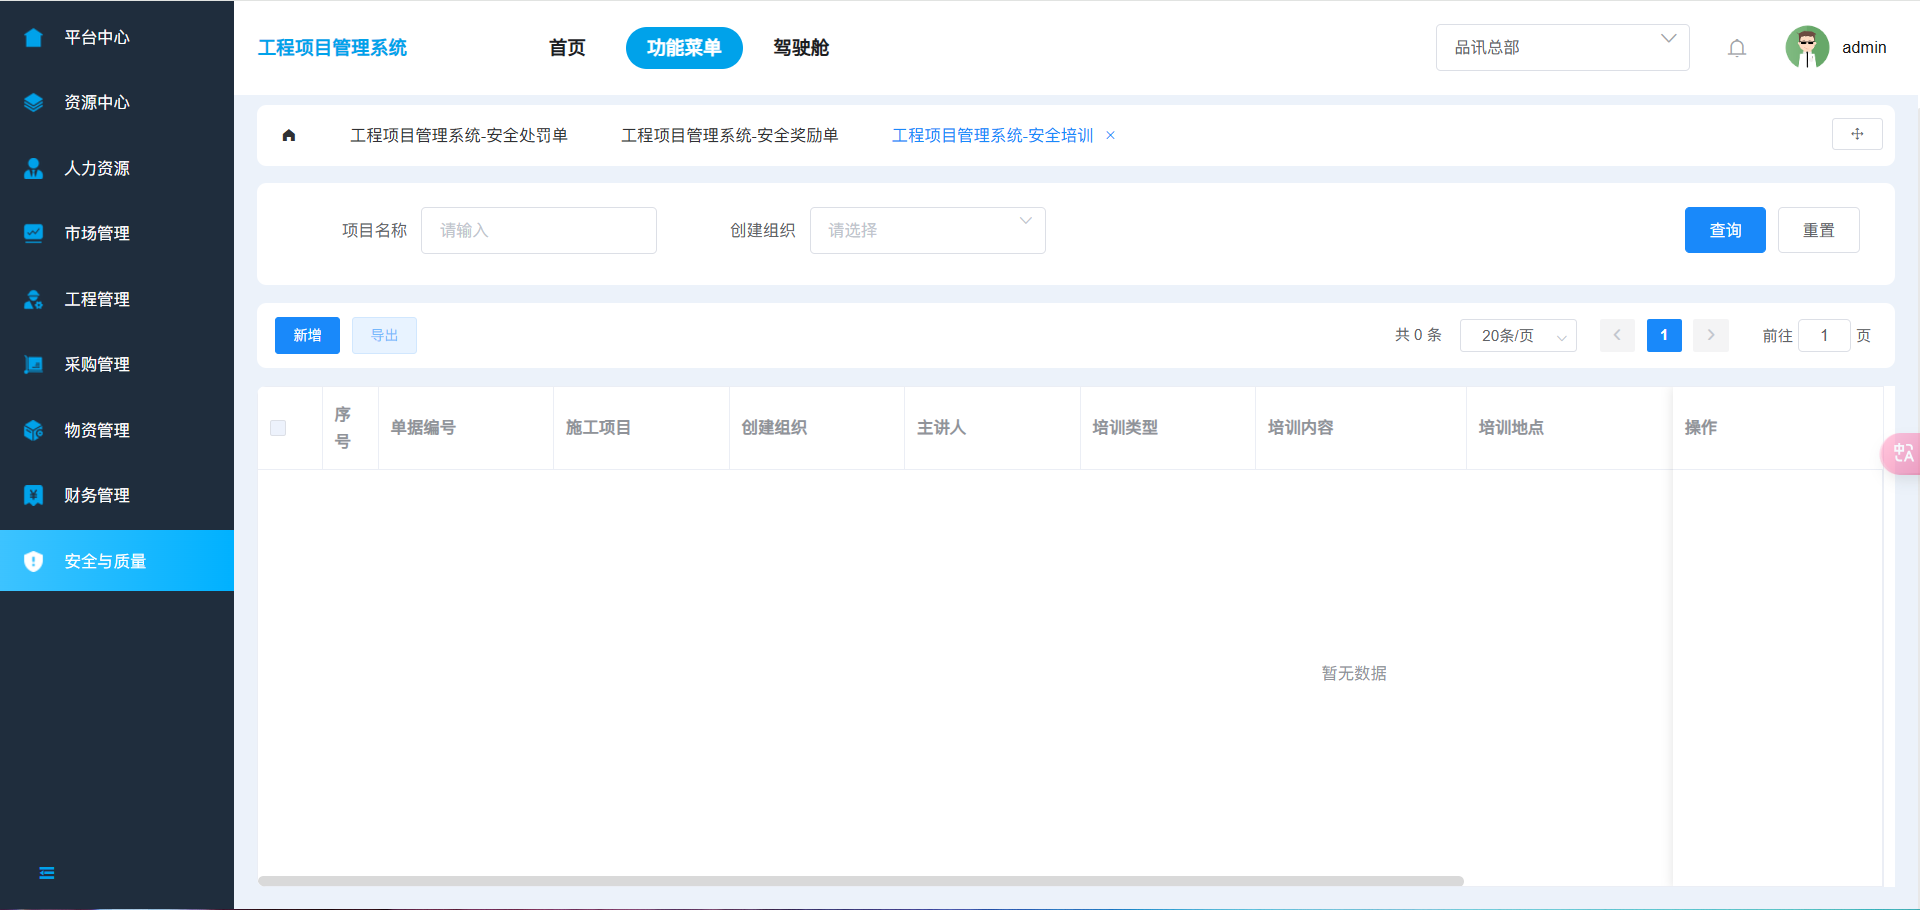 平台中心
资源中心
人力资源
市场管理
工程管理
采购管理
物资管理
财务管理
安全与质量
工程项目管理系统
首页
功能菜单
驾驶舱
品讯总部
admin
工程项目管理系统-安全处罚单
工程项目管理系统-安全奖励单
工程项目管理系统-安全培训
项目名称
请输入
创建组织
请选择
查询
重置
新增
导出
共 0 条
20条/页
1
前往 1 页
序号
单据编号
施工项目
创建组织
主讲人
培训类型
培训内容
培训地点
操作
暂无数据